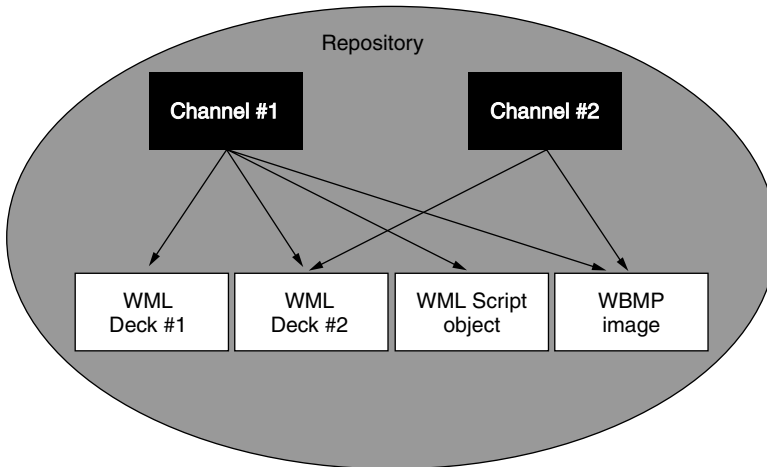 Repository
Channel #1
Channel #2
WML
Deck #1
WML
Deck #2
WML Script
object
WBMP
image